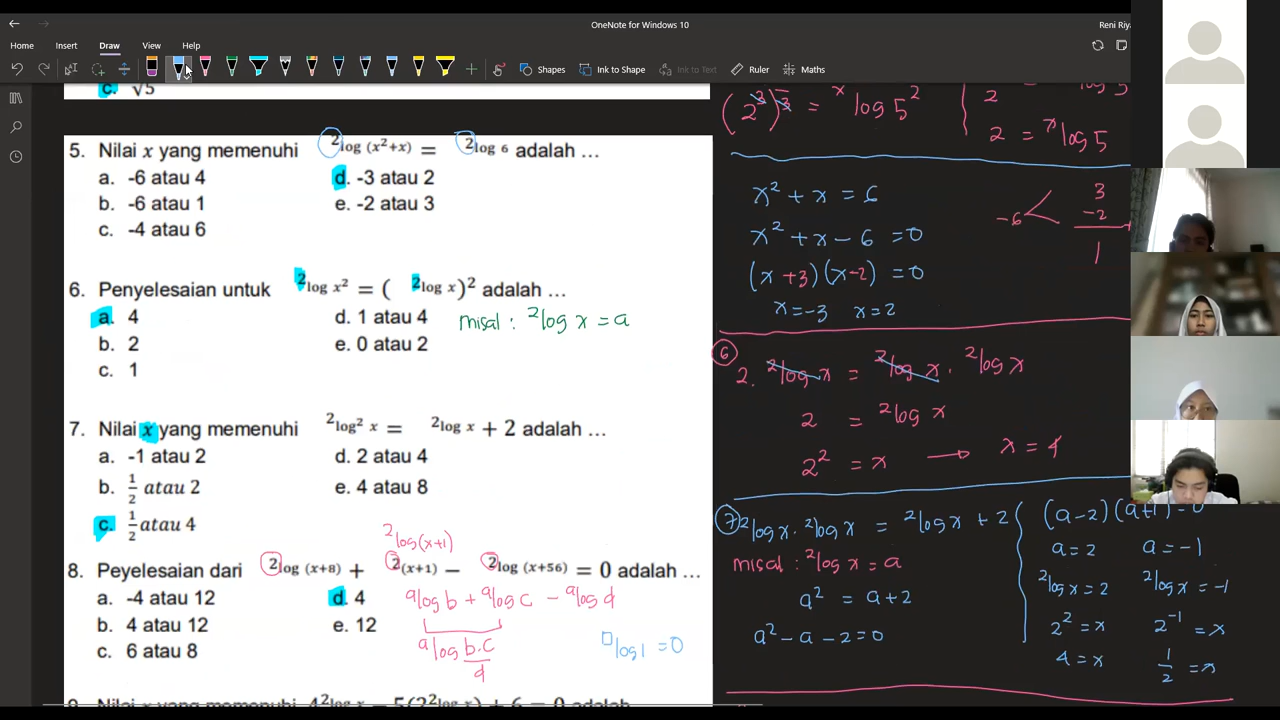 OneNote for Windows 10
Reni Riy
Home Insert Draw View Help
Shapes Ink to Shape Ink to Text Ruler Maths
c. √5
5. Nilai x yang memenuhi ²log (x²+x) = ²log 6 adalah …
a. -6 atau 4 d. -3 atau 2
b. -6 atau 1 e. -2 atau 3
c. -4 atau 6
6. Penyelesaian untuk ²log x² = ( ²log x )² adalah …
a. 4 d. 1 atau 4
b. 2 e. 0 atau 2
c. 1
misal : ²log x = a
7. Nilai x yang memenuhi ²log² x = ²log x + 2 adalah …
a. -1 atau 2 d. 2 atau 4
b. ½ atau 2 e. 4 atau 8
c. ½ atau 4
²log(x+1)
8. Peyelesaian dari ²log (x+8) + ²(x+1) − ²log (x+56) = 0 adalah …
a. -4 atau 12 d. 4
b. 4 atau 12 e. 12
c. 6 atau 8
ᵃlog b + ᵃlog c − ᵃlog d
ᵃlog b.c/d
log 1 = 0
= ˣlog 5²
2
2 = ˣlog 5
x² + x = 6
x² + x − 6 = 0
(x +3)(x −2) = 0
x = −3 x = 2
−6 < 3
−2
1
6
2. ²log x = ²log x . ²log x
2 = ²log x
2² = x → x = 4
7 ²log x . ²log x = ²log x + 2
misal : ²log x = a
a² = a + 2
a² − a − 2 = 0
(a−2)(a+1) = 0
a = 2 a = −1
²log x = 2 ²log x = −1
2² = x 2⁻¹ = x
4 = x ½ = x